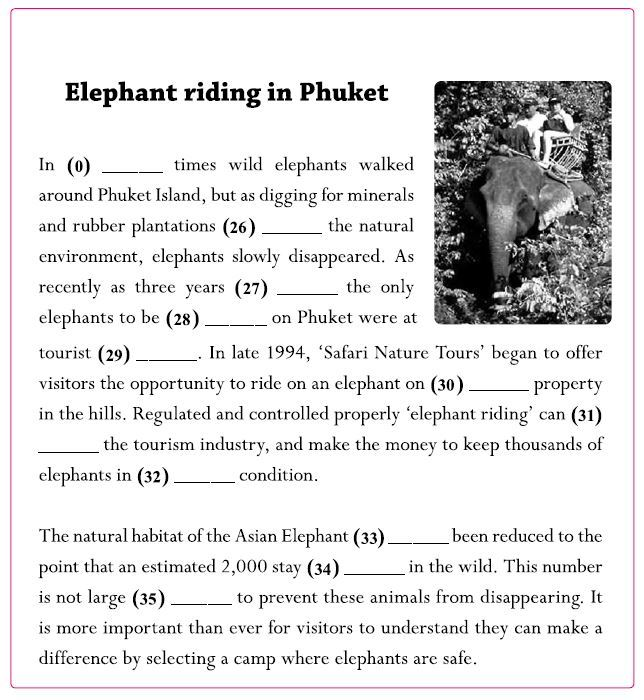 Elephant riding in Phuket
In (0) ______ times wild elephants walked
around Phuket Island, but as digging for minerals
and rubber plantations (26) ______ the natural
environment, elephants slowly disappeared. As
recently as three years (27) ______ the only
elephants to be (28) ______ on Phuket were at
tourist (29) ______. In late 1994, ‘Safari Nature Tours’ began to offer
visitors the opportunity to ride on an elephant on (30) ______ property
in the hills. Regulated and controlled properly ‘elephant riding’ can (31)
______ the tourism industry, and make the money to keep thousands of
elephants in (32) ______ condition.
The natural habitat of the Asian Elephant (33) ______ been reduced to the
point that an estimated 2,000 stay (34) ______ in the wild. This number
is not large (35) ______ to prevent these animals from disappearing. It
is more important than ever for visitors to understand they can make a
difference by selecting a camp where elephants are safe.